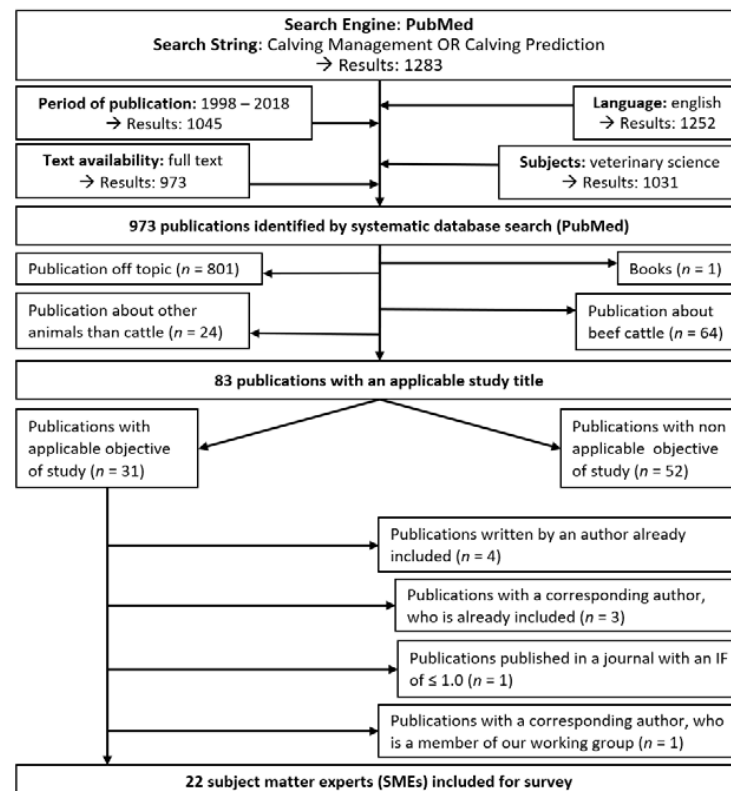 Search Engine: PubMed
Search String: Calving Management OR Calving Prediction
→ Results: 1283
Period of publication: 1998 – 2018
→ Results: 1045
Language: english
→ Results: 1252
Text availability: full text
→ Results: 973
Subjects: veterinary science
→ Results: 1031
973 publications identified by systematic database search (PubMed)
Publication off topic (n = 801)
Books (n = 1)
Publication about other
animals than cattle (n = 24)
Publication about
beef cattle (n = 64)
83 publications with an applicable study title
Publications with
applicable objective
of study (n = 31)
Publications with non
applicable objective
of study (n = 52)
Publications written by an author already
included (n = 4)
Publications with a corresponding author,
who is already included (n = 3)
Publications published in a journal with an IF
of ≤ 1.0 (n = 1)
Publications with a corresponding author, who
is a member of our working group (n = 1)
22 subject matter experts (SMEs) included for survey